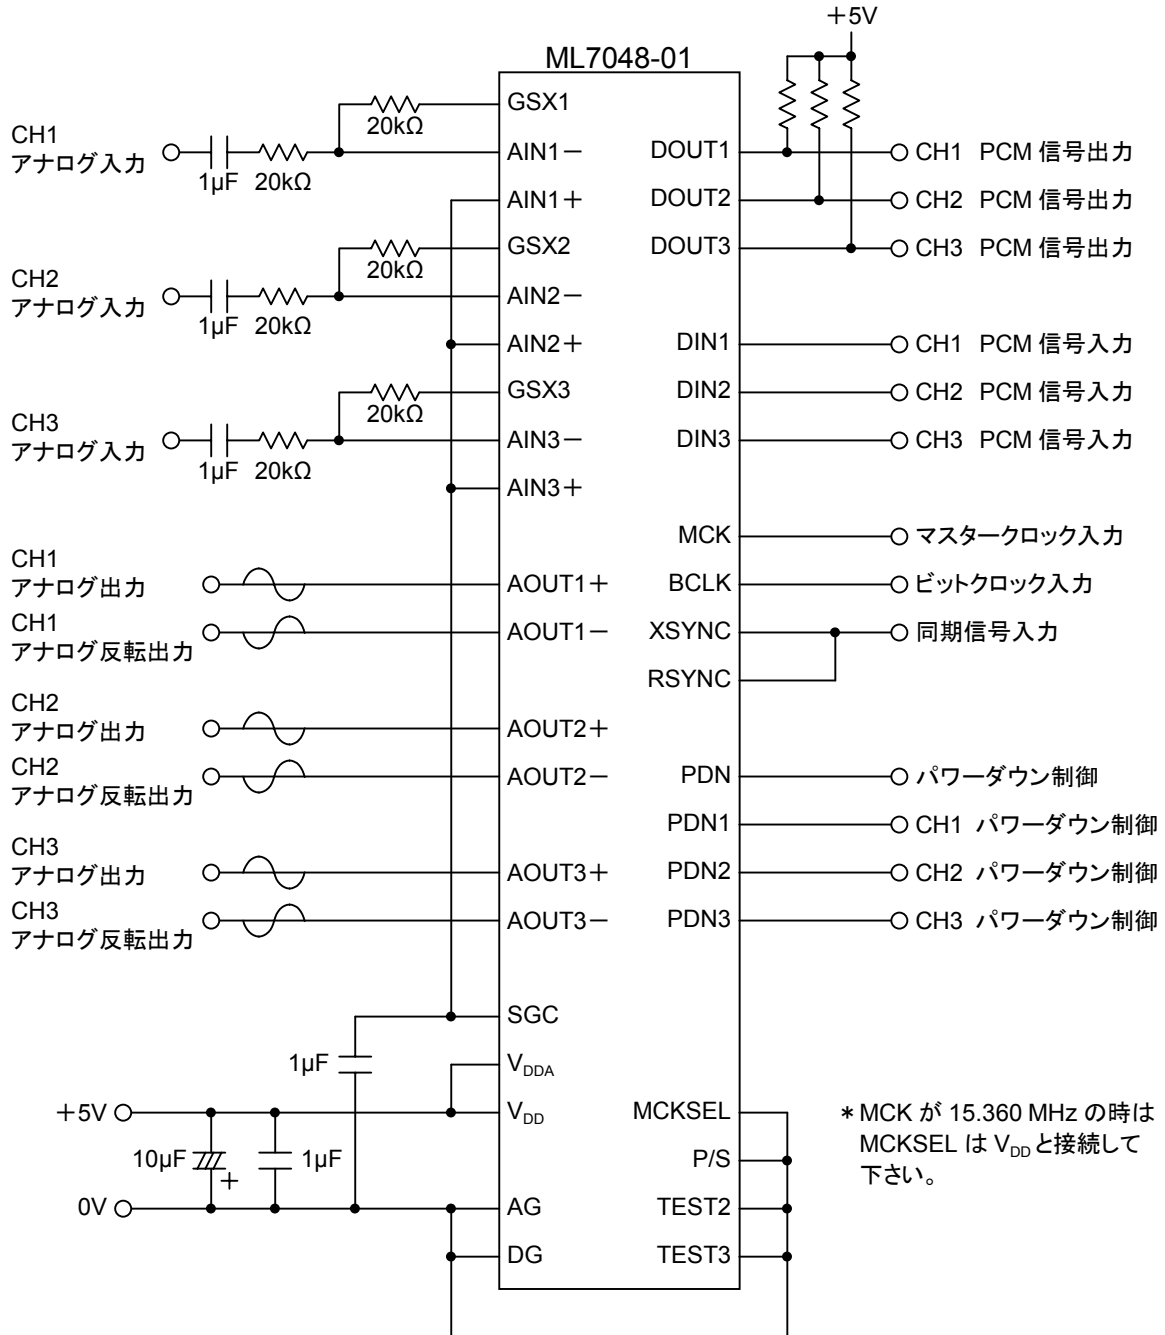 +5V
ML7048-01
CH1
アナログ入力
1μF
20kΩ
20kΩ
CH2
アナログ入力
1μF
20kΩ
20kΩ
CH3
アナログ入力
1μF
20kΩ
20kΩ
CH1
アナログ出力
CH1
アナログ反転出力
CH2
アナログ出力
CH2
アナログ反転出力
CH3
アナログ出力
CH3
アナログ反転出力
1μF
+5V
10μF
+
1μF
0V
GSX1
AIN1−
AIN1+
GSX2
AIN2−
AIN2+
GSX3
AIN3−
AIN3+
AOUT1+
AOUT1−
AOUT2+
AOUT2−
AOUT3+
AOUT3−
SGC
VDDA
VDD
AG
DG
DOUT1
DOUT2
DOUT3
DIN1
DIN2
DIN3
MCK
BCLK
XSYNC
RSYNC
PDN
PDN1
PDN2
PDN3
MCKSEL
P/S
TEST2
TEST3
CH1 PCM 信号出力
CH2 PCM 信号出力
CH3 PCM 信号出力
CH1 PCM 信号入力
CH2 PCM 信号入力
CH3 PCM 信号入力
マスタークロック入力
ビットクロック入力
同期信号入力
パワーダウン制御
CH1 パワーダウン制御
CH2 パワーダウン制御
CH3 パワーダウン制御
* MCK が 15.360 MHz の時は
MCKSEL は VDD と接続して
下さい。